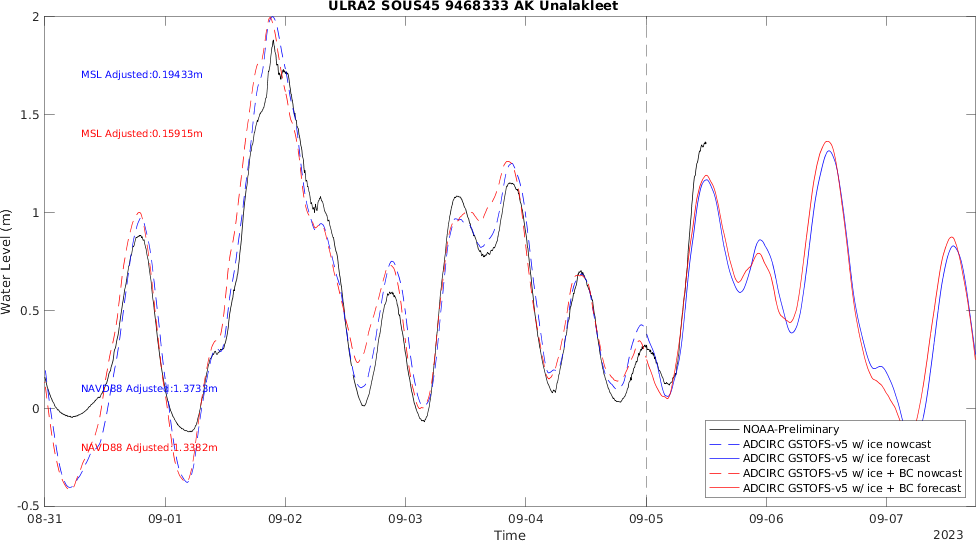 ULRA2 SOUS45 9468333 AK Unalakleet
2
1.5
1
0.5
0
-0.5
Water Level (m)
MSL Adjusted:0.19433m
MSL Adjusted:0.15915m
NAVD88 Adjusted:1.3733m
NAVD88 Adjusted:1.3382m
NOAA-Preliminary
ADCIRC GSTOFS-v5 w/ ice nowcast
ADCIRC GSTOFS-v5 w/ ice forecast
ADCIRC GSTOFS-v5 w/ ice + BC nowcast
ADCIRC GSTOFS-v5 w/ ice + BC forecast
08-31 09-01 09-02 09-03 09-04 09-05 09-06 09-07
Time
2023